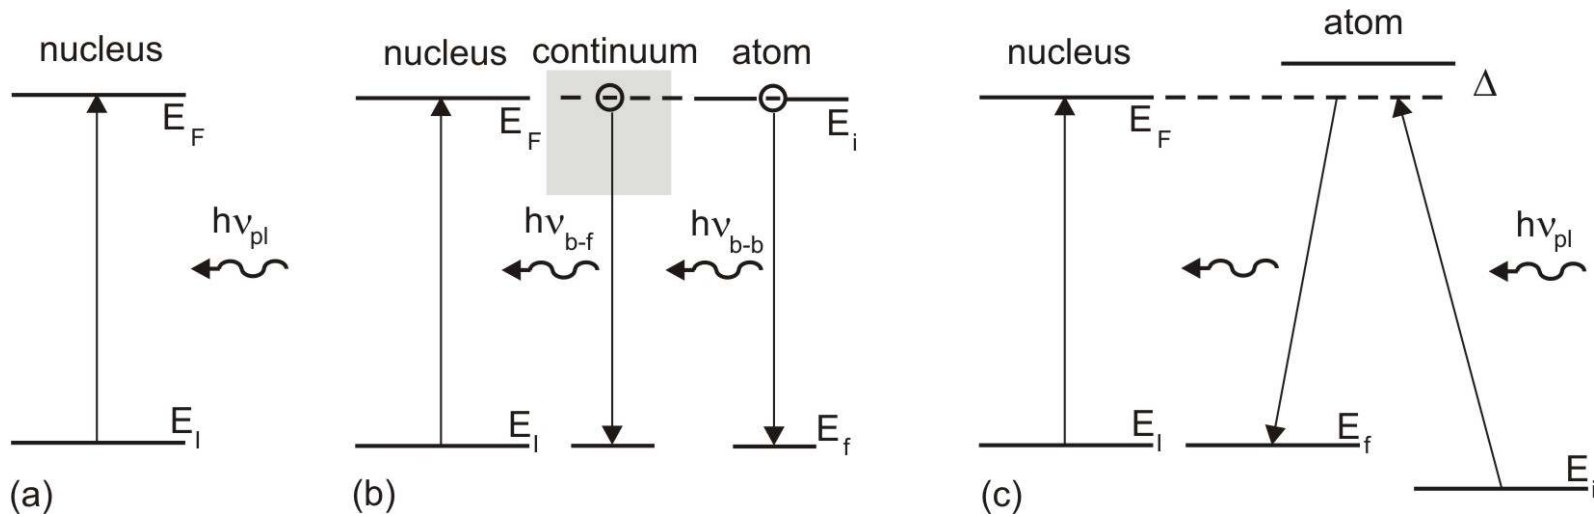 nucleus
E_F
hν_pl
E_I
(a)
nucleus continuum atom
E_F
E_i
hν_b-f
hν_b-b
E_I
E_f
(b)
atom
nucleus
Δ
E_F
hν_pl
E_I
E_f
E_i
(c)